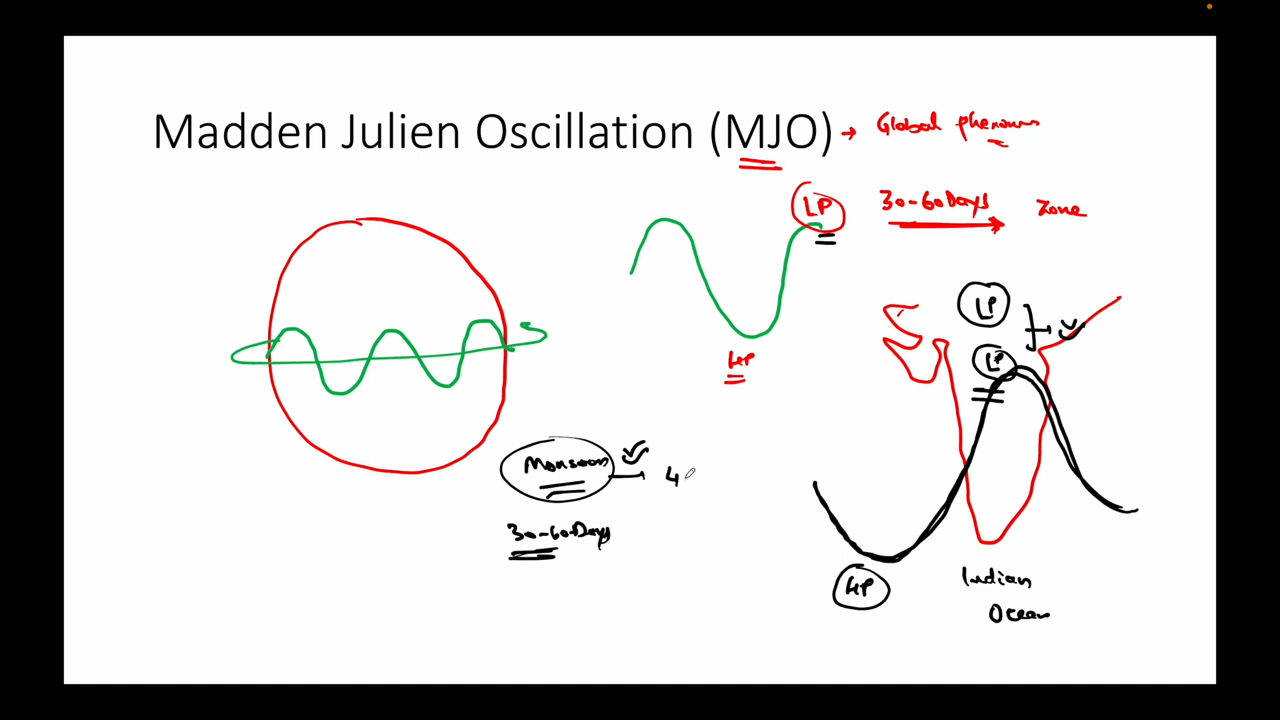 Madden Julien Oscillation (MJO) → Global phenomen
LP
30-60 Days → Zone
LP
LP
HP
Monsoon 4
30-60 Days
HP
Indian
Ocean